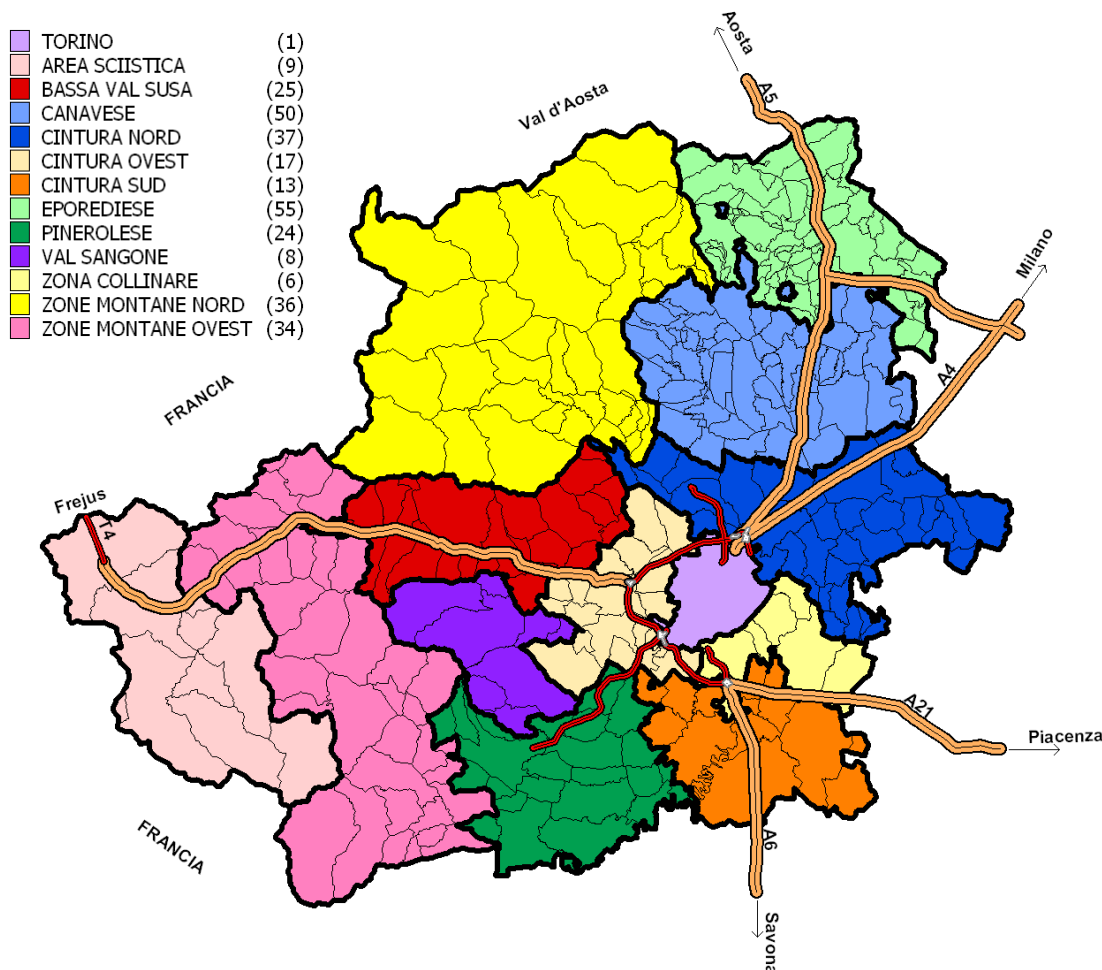 TORINO (1)
AREA SCIISTICA (9)
BASSA VAL SUSA (25)
CANAVESE (50)
CINTURA NORD (37)
CINTURA OVEST (17)
CINTURA SUD (13)
EPOREDIESE (55)
PINEROLESE (24)
VAL SANGONE (8)
ZONA COLLINARE (6)
ZONE MONTANE NORD (36)
ZONE MONTANE OVEST (34)
Aosta
A5
Val d'Aosta
Milano
A4
FRANCIA
Frejus
T4
A21
Piacenza
A6
FRANCIA
Savona